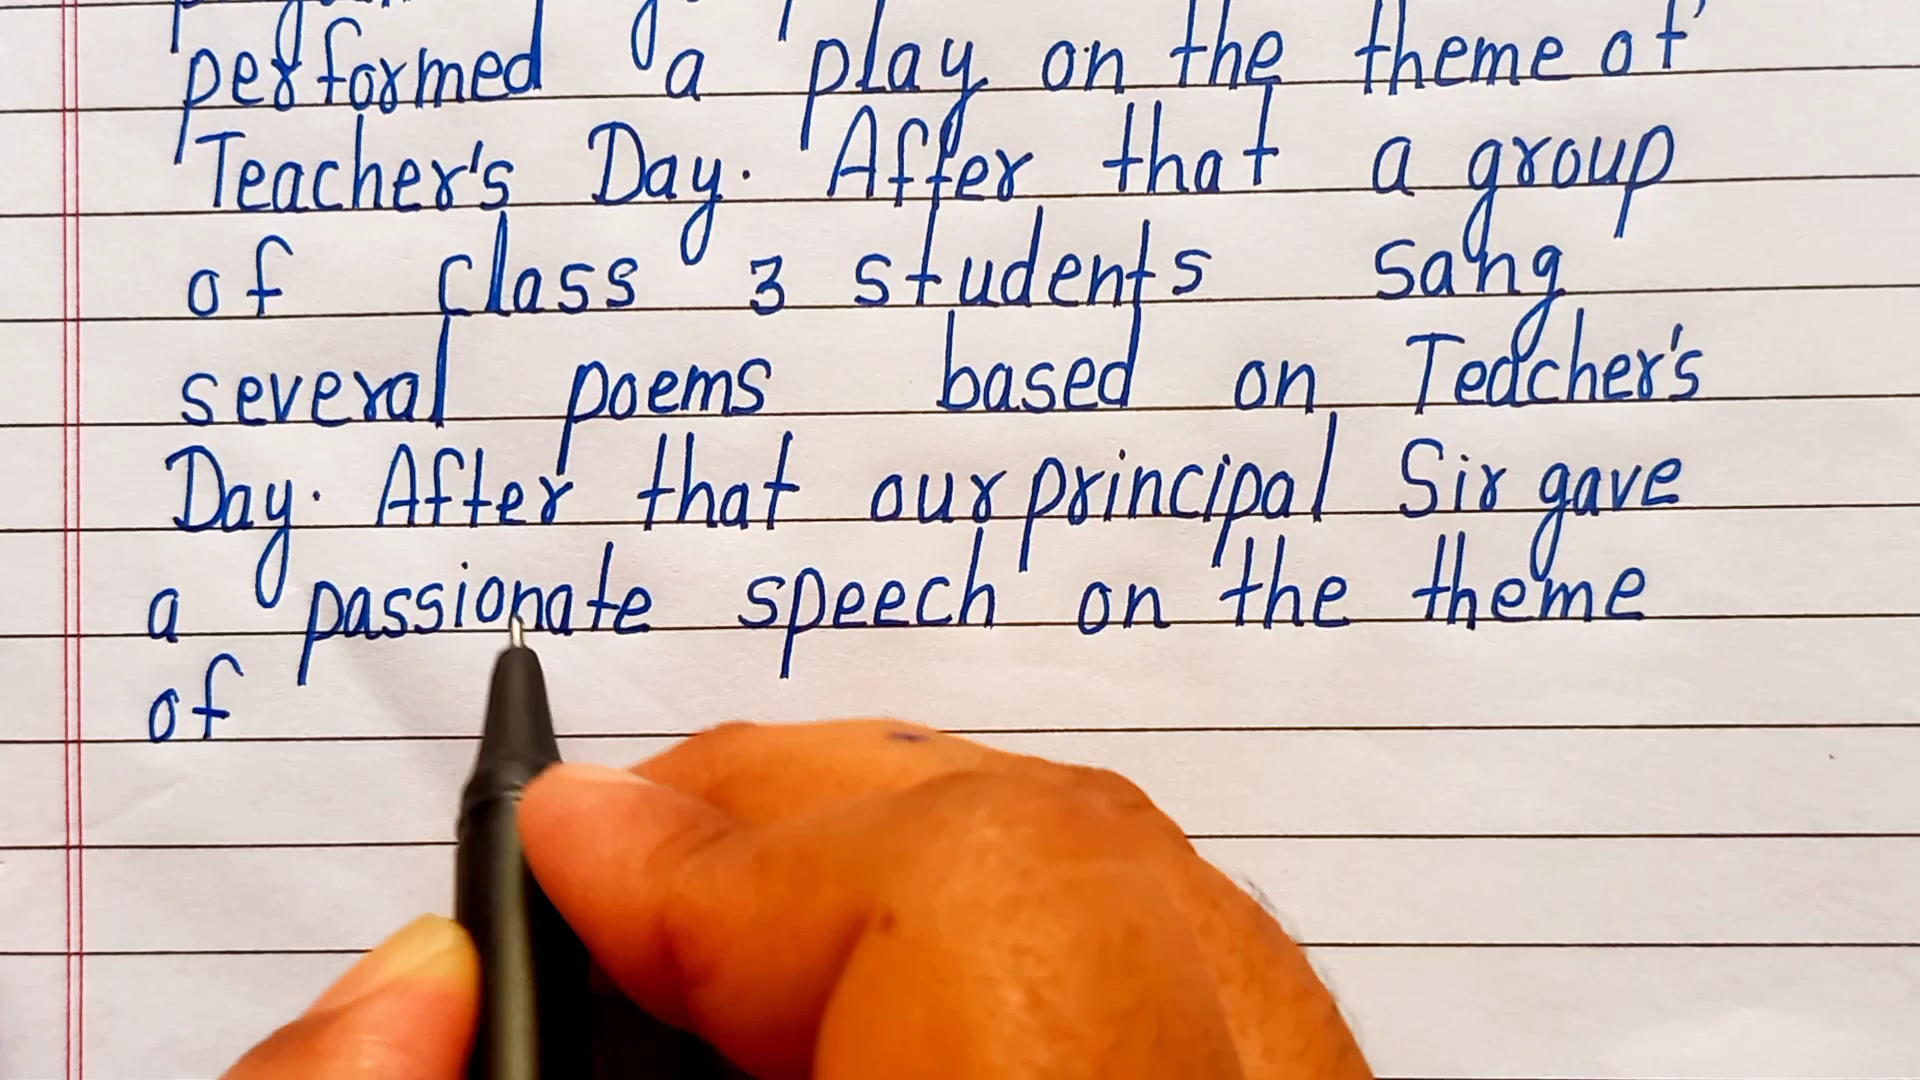 performed a play on the theme of
Teacher's Day. After that a group
of class 3 students sang
several poems based on Teacher's
Day. After that our principal Sir gave
a passionate speech on the theme
of